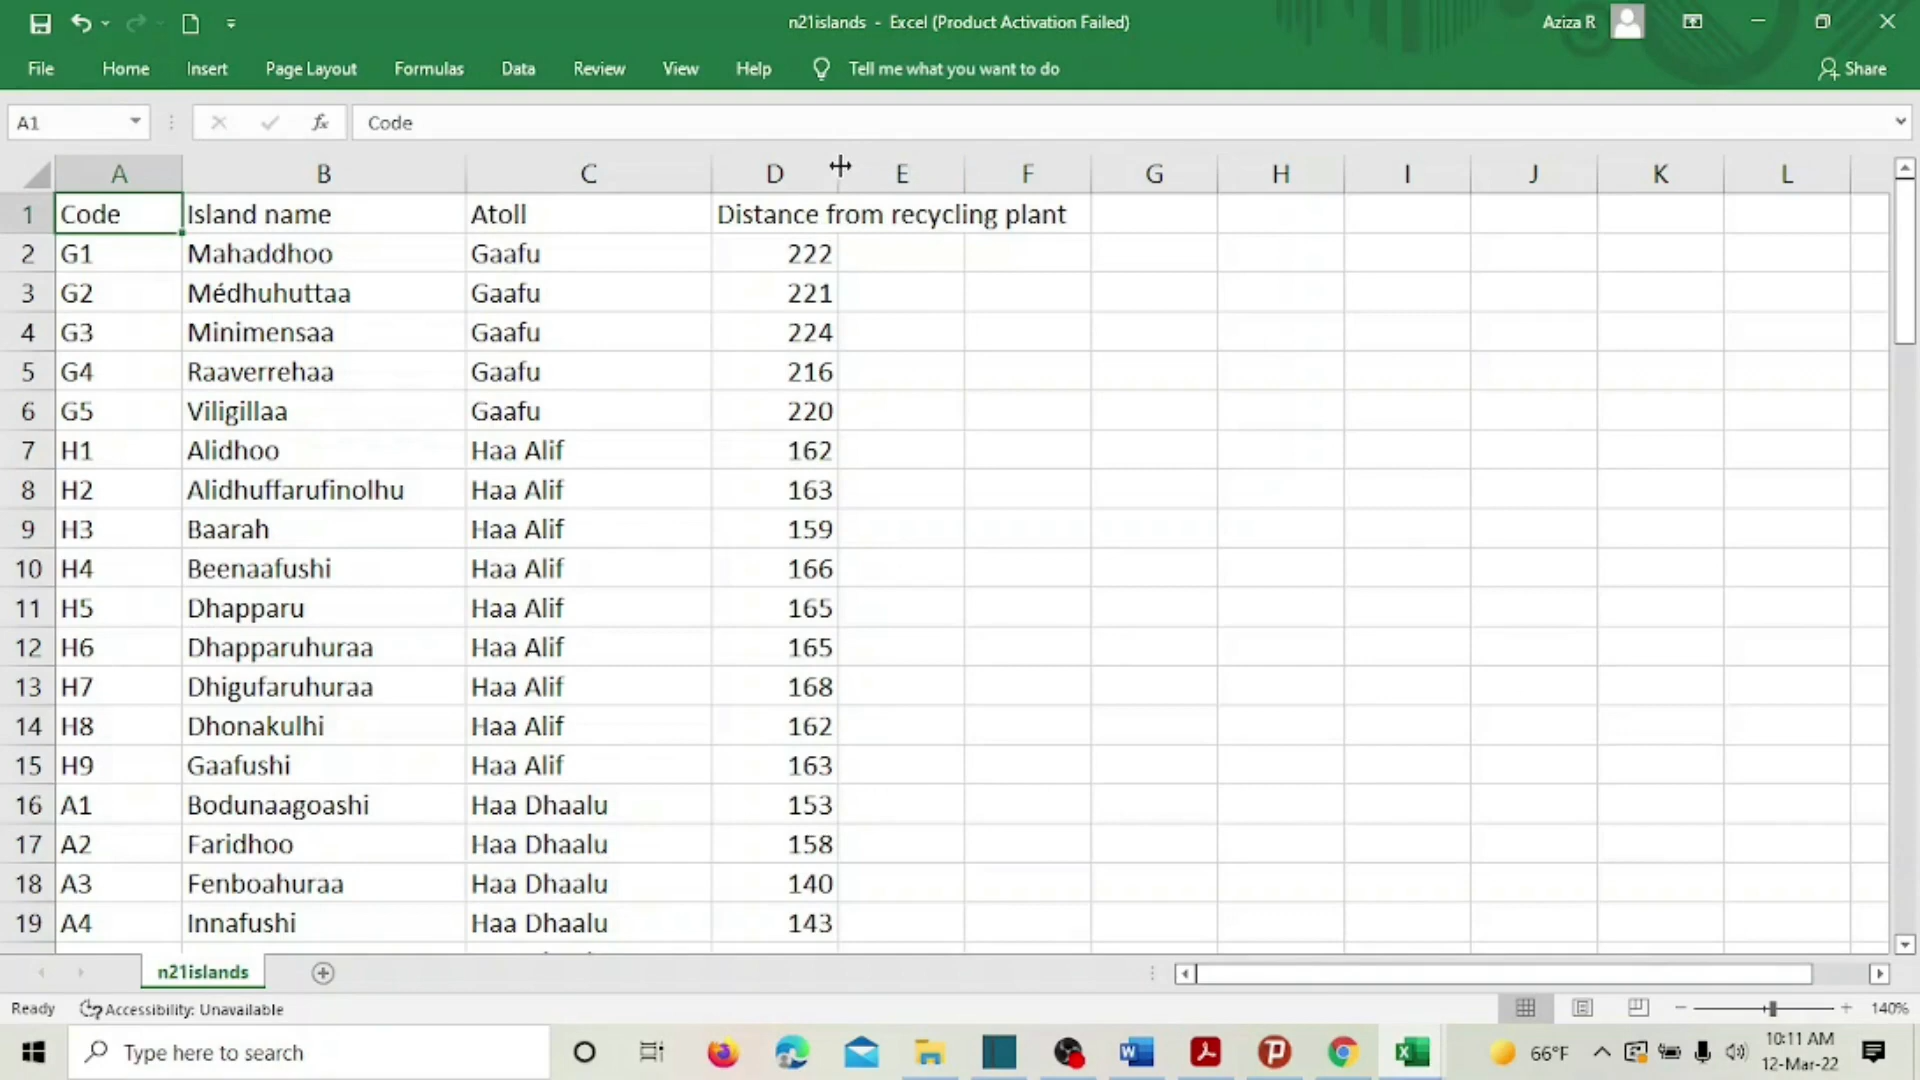 n21islands - Excel (Product Activation Failed)
Aziza R
File Home Insert Page Layout Formulas Data Review View Help Tell me what you want to do Share
A1 fx Code
A B C D E F G H I J K L
1 Code Island name Atoll Distance from recycling plant
2 G1 Mahaddhoo Gaafu 222
3 G2 Médhuhuttaa Gaafu 221
4 G3 Minimensaa Gaafu 224
5 G4 Raaverrehaa Gaafu 216
6 G5 Viligillaa Gaafu 220
7 H1 Alidhoo Haa Alif 162
8 H2 Alidhuffarufinolhu Haa Alif 163
9 H3 Baarah Haa Alif 159
10 H4 Beenaafushi Haa Alif 166
11 H5 Dhapparu Haa Alif 165
12 H6 Dhapparuhuraa Haa Alif 165
13 H7 Dhigufaruhuraa Haa Alif 168
14 H8 Dhonakulhi Haa Alif 162
15 H9 Gaafushi Haa Alif 163
16 A1 Bodunaagoashi Haa Dhaalu 153
17 A2 Faridhoo Haa Dhaalu 158
18 A3 Fenboahuraa Haa Dhaalu 140
19 A4 Innafushi Haa Dhaalu 143
n21islands
Ready Accessibility: Unavailable 140%
Type here to search 66°F 10:11 AM
12-Mar-22